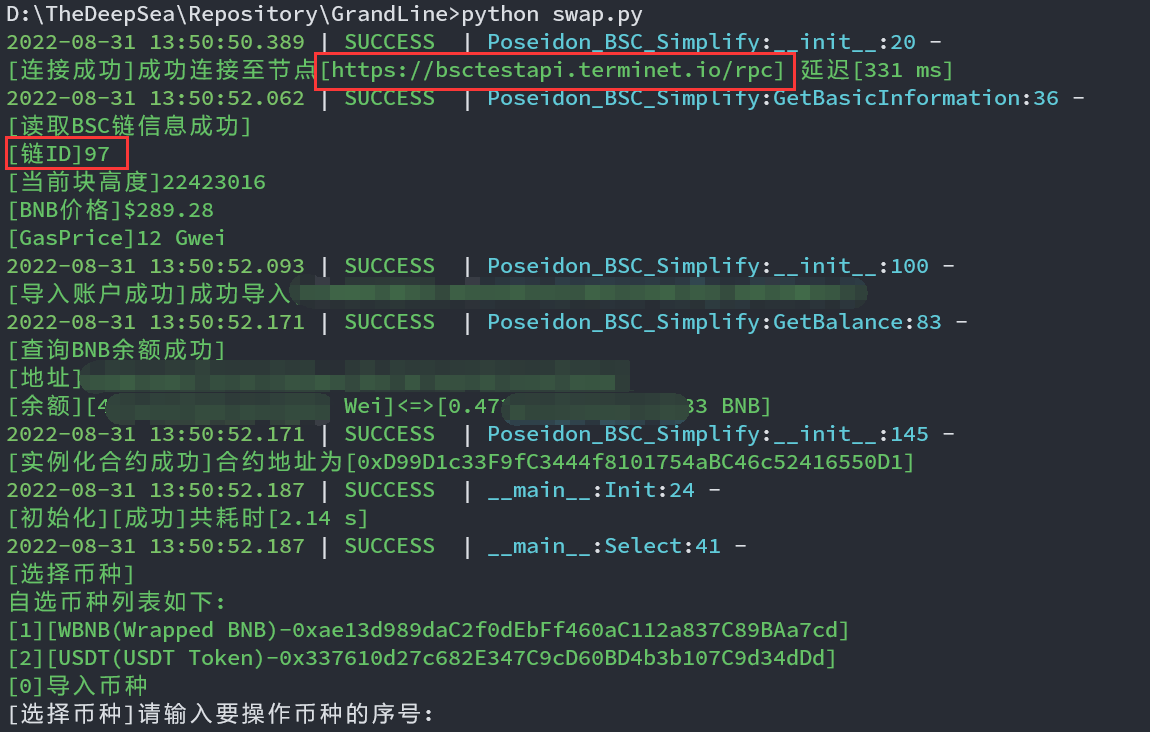 D:\TheDeepSea\Repository\GrandLine>python swap.py
2022-08-31 13:50:50.389 | SUCCESS  | Poseidon_BSC_Simplify:__init__:20 -
[连接成功]成功连接至节点[https://bsctestapi.terminet.io/rpc] 延迟[331 ms]
2022-08-31 13:50:52.062 | SUCCESS  | Poseidon_BSC_Simplify:GetBasicInformation:36 -
[读取BSC链信息成功]
[链ID]97
[当前块高度]22423016
[BNB价格]$289.28
[GasPrice]12 Gwei
2022-08-31 13:50:52.093 | SUCCESS  | Poseidon_BSC_Simplify:__init__:100 -
[导入账户成功]成功导入
2022-08-31 13:50:52.171 | SUCCESS  | Poseidon_BSC_Simplify:GetBalance:83 -
[查询BNB余额成功]
[地址]
[余额][4 Wei]<=>[0.47 33 BNB]
2022-08-31 13:50:52.171 | SUCCESS  | Poseidon_BSC_Simplify:__init__:145 -
[实例化合约成功]合约地址为[0xD99D1c33F9fC3444f8101754aBC46c52416550D1]
2022-08-31 13:50:52.187 | SUCCESS  | __main__:Init:24 -
[初始化][成功]共耗时[2.14 s]
2022-08-31 13:50:52.187 | SUCCESS  | __main__:Select:41 -
[选择币种]
自选币种列表如下:
[1][WBNB(Wrapped BNB)-0xae13d989daC2f0dEbFf460aC112a837C89BAa7cd]
[2][USDT(USDT Token)-0x337610d27c682E347C9cD60BD4b3b107C9d34dDd]
[0]导入币种
[选择币种]请输入要操作币种的序号: